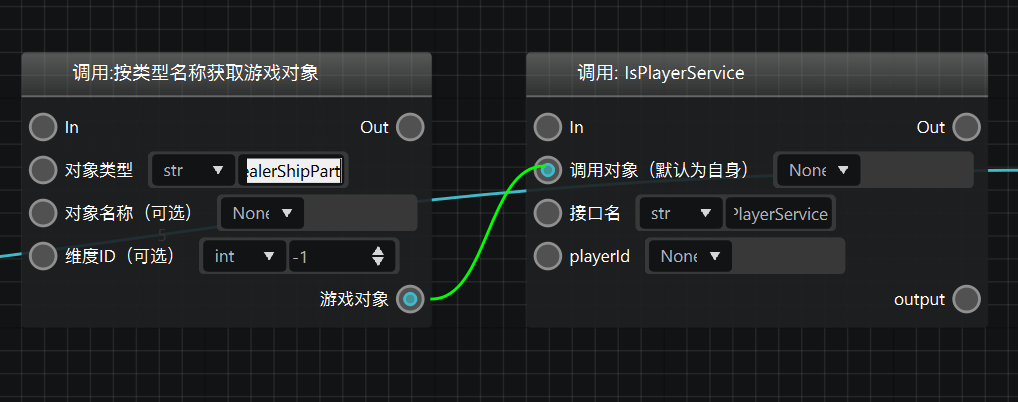 调用:按类型名称获取游戏对象
In
Out
对象类型
str
ealerShipPart
对象名称（可选）
None
5
维度ID（可选）
int
-1
游戏对象
调用: IsPlayerService
In
Out
调用对象（默认为自身）
None
接口名
str
PlayerService
playerId
None
output